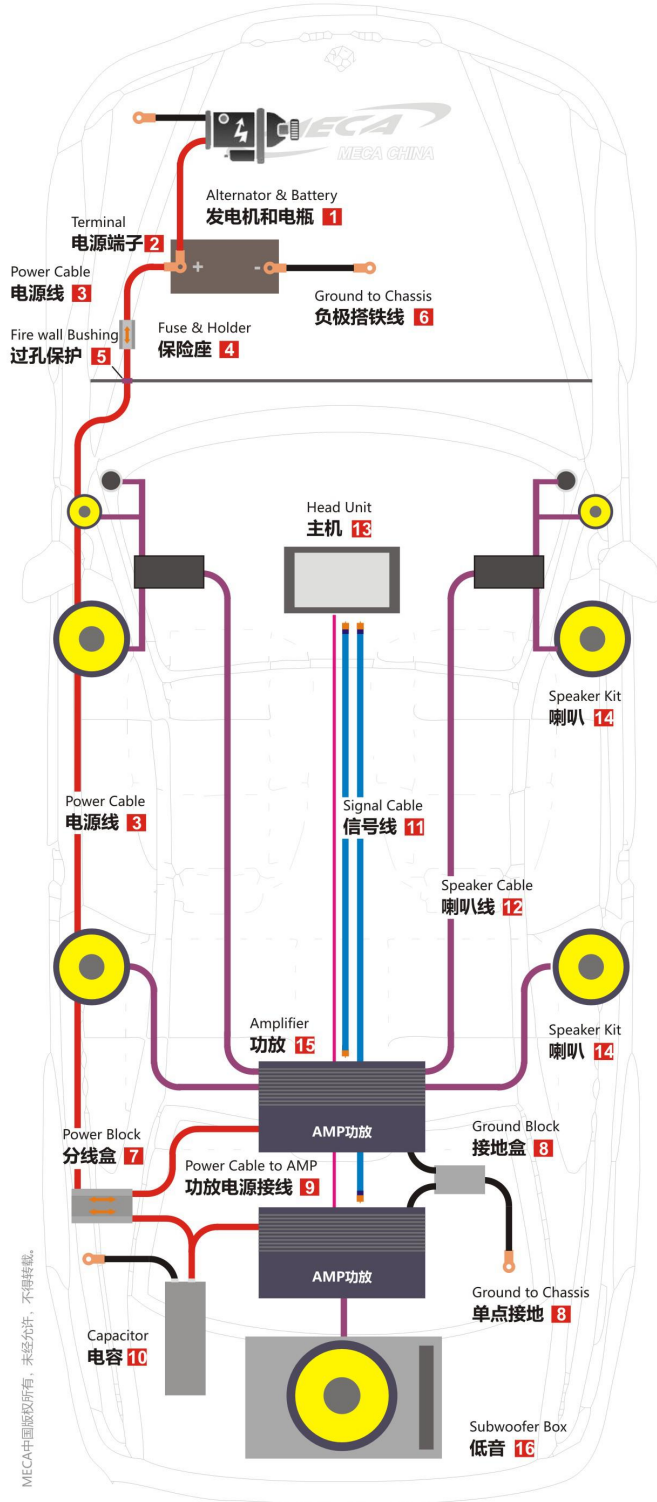 MECA
MECA CHINA
Alternator & Battery
发电机和电瓶 1
Terminal
电源端子 2
Power Cable
电源线 3
+
-
Ground to Chassis
负极搭铁线 6
Fire wall Bushing
过孔保护 5
Fuse & Holder
保险座 4
Head Unit
主机 13
Speaker Kit
喇叭 14
Power Cable
电源线 3
Signal Cable
信号线 11
Speaker Cable
喇叭线 12
Amplifier
功放 15
Speaker Kit
喇叭 14
AMP功放
Power Block
分线盒 7
Ground Block
接地盒 8
Power Cable to AMP
功放电源接线 9
AMP功放
Ground to Chassis
单点接地 8
Capacitor
电容 10
Subwoofer Box
低音 16
MECA中国版权所有，未经允许，不得转载。